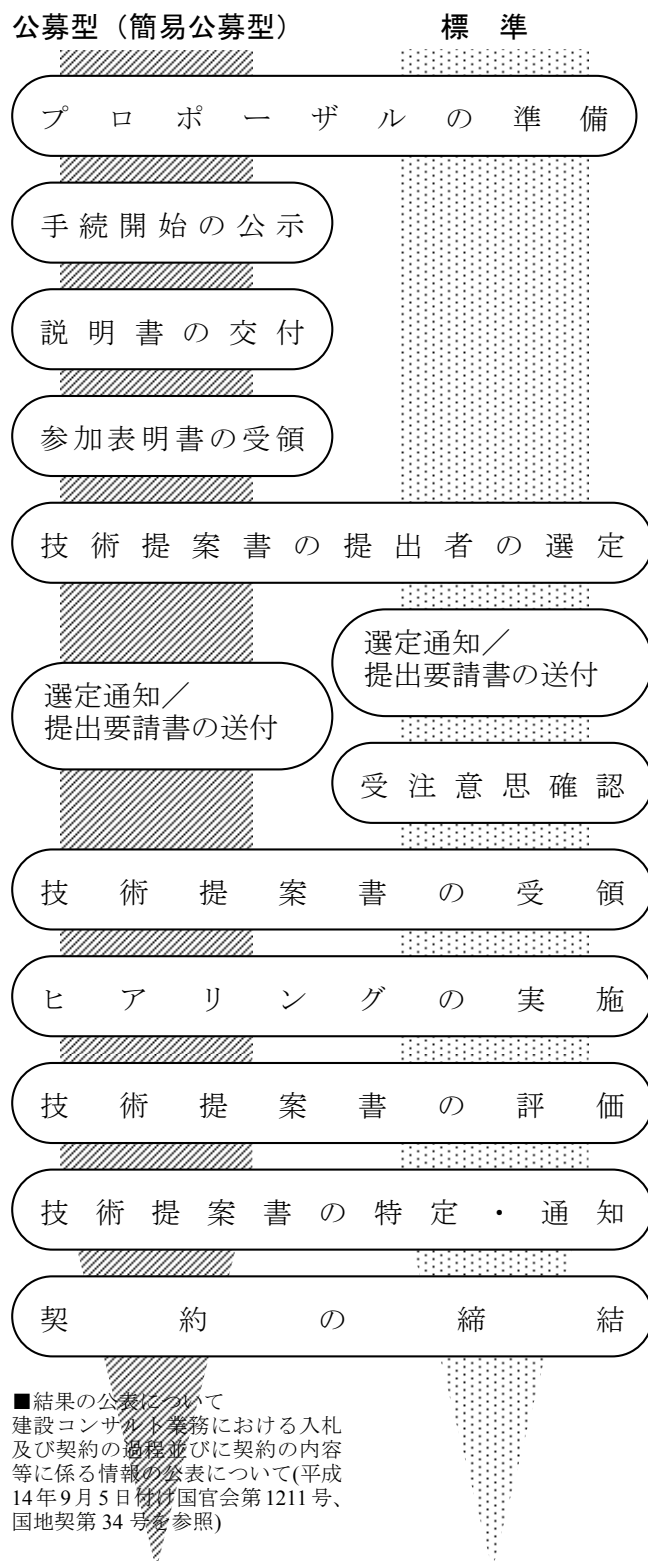 公募型（簡易公募型）
標準
プロポーザルの準備
手続開始の公示
説明書の交付
参加表明書の受領
技術提案書の提出者の選定
選定通知／
提出要請書の送付
選定通知／
提出要請書の送付
受注意思確認
技術提案書の受領
ヒアリングの実施
技術提案書の評価
技術提案書の特定・通知
契約の締結
■結果の公表について
建設コンサルト業務における入札
及び契約の過程並びに契約の内容
等に係る情報の公表について(平成
14年9月5日付け国官会第1211号、
国地契第34号を参照)